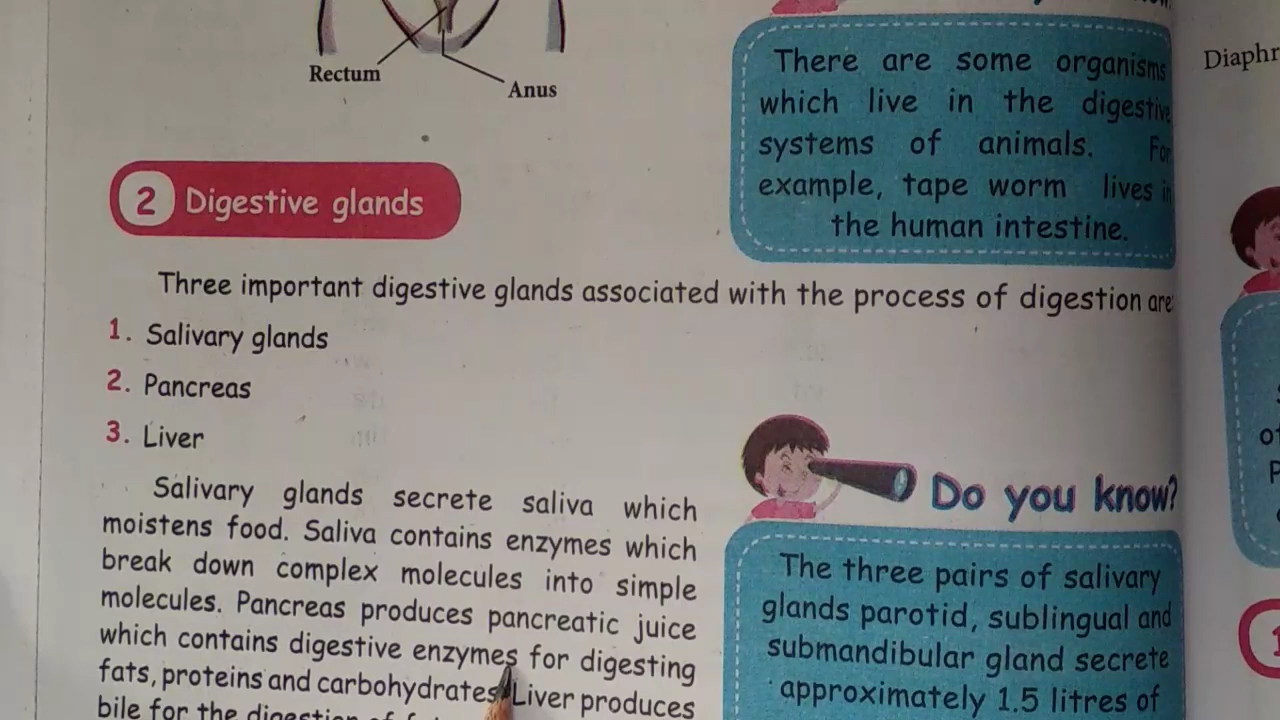 Rectum
Anus
There are some organisms
which live in the digestive
systems of animals. For
example, tape worm lives in
the human intestine.
Diaphr
2 Digestive glands
Three important digestive glands associated with the process of digestion are
1. Salivary glands
2. Pancreas
3. Liver
Salivary glands secrete saliva which
moistens food. Saliva contains enzymes which
break down complex molecules into simple
molecules. Pancreas produces pancreatic juice
which contains digestive enzymes for digesting
fats, proteins and carbohydrates. Liver produces
bile for the digestion of
Do you know?
The three pairs of salivary
glands parotid, sublingual and
submandibular gland secrete
approximately 1.5 litres of